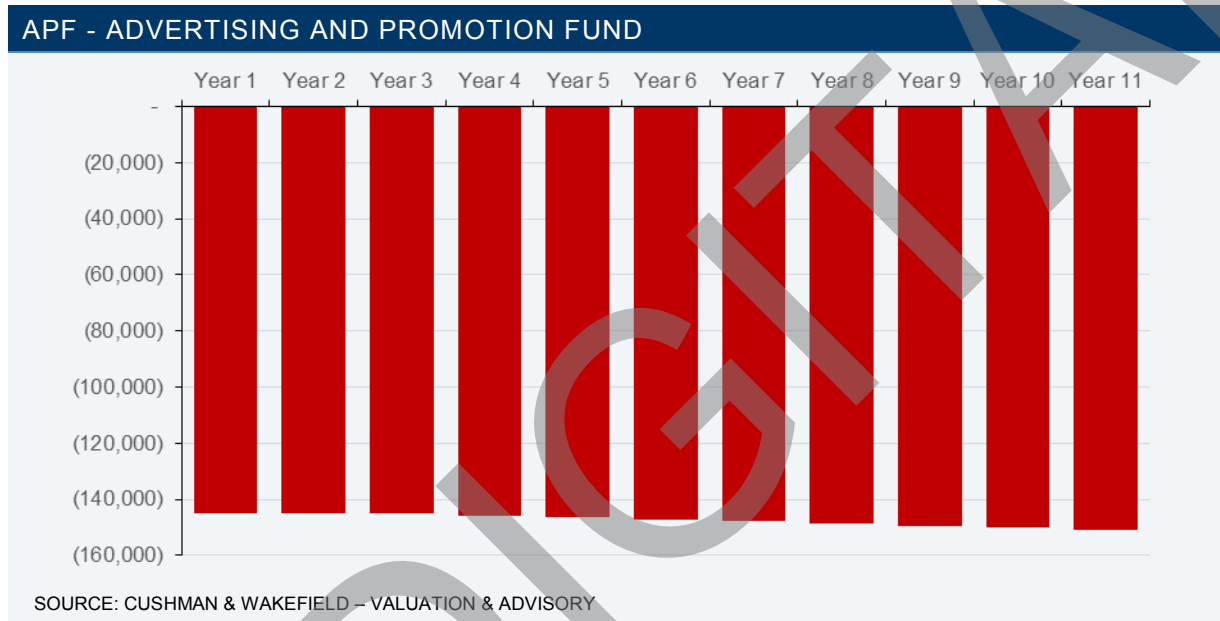 APF - ADVERTISING AND PROMOTION FUND
Year 1 Year 2 Year 3 Year 4 Year 5 Year 6 Year 7 Year 8 Year 9 Year 10 Year 11
-
(20,000)
(40,000)
(60,000)
(80,000)
(100,000)
(120,000)
(140,000)
(160,000)
SOURCE: CUSHMAN & WAKEFIELD – VALUATION & ADVISORY
DIGITA